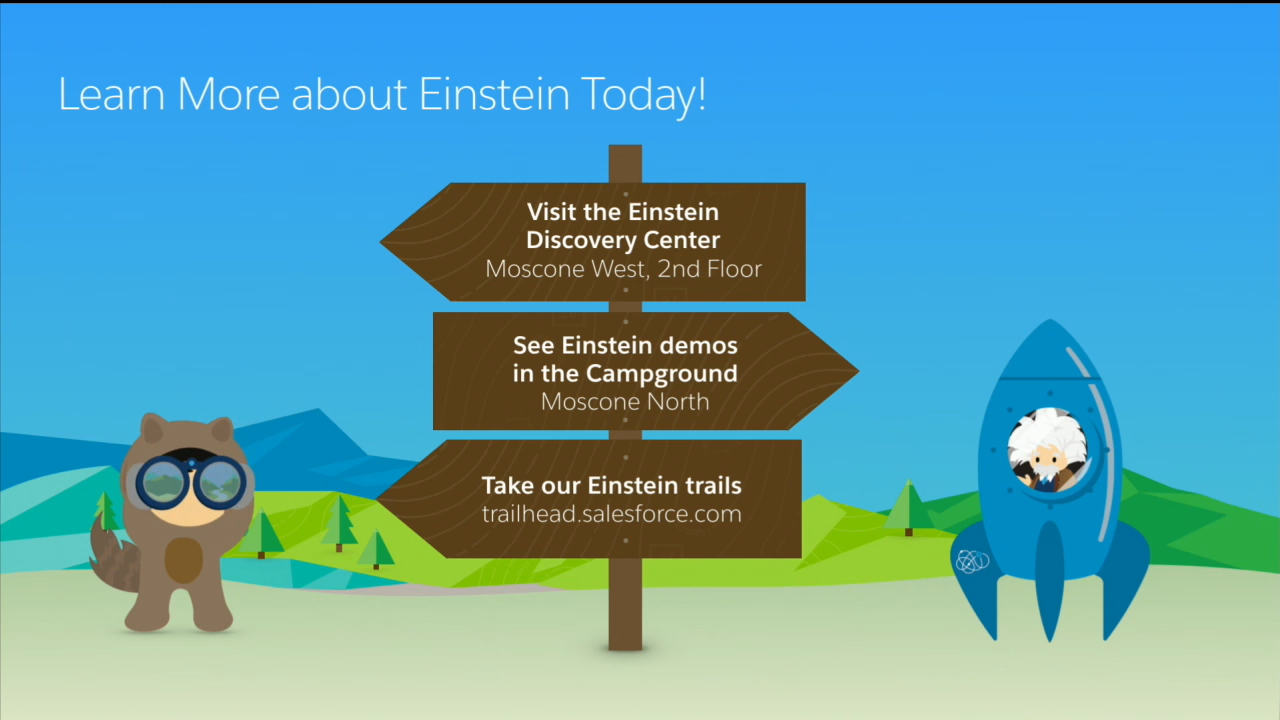 Learn More about Einstein Today!
Visit the Einstein
Discovery Center
Moscone West, 2nd Floor
See Einstein demos
in the Campground
Moscone North
Take our Einstein trails
trailhead.salesforce.com